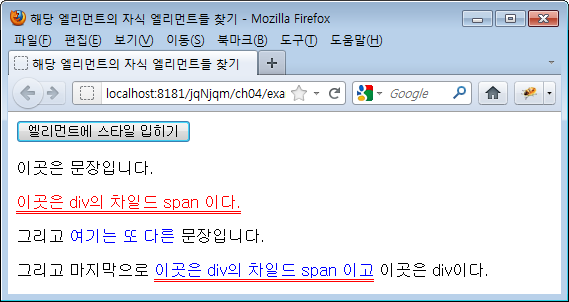 해당 엘리먼트의 자식 엘리먼트들 찾기 - Mozilla Firefox
파일(F) 편집(E) 보기(V) 이동(S) 북마크(B) 도구(T) 도움말(H)
해당 엘리먼트의 자식 엘리먼트들 찾기
localhost:8181/jqNjqm/ch04/exa Google
엘리먼트에 스타일 입히기
이곳은 문장입니다.
이곳은 div의 차일드 span 이다.
그리고 여기는 또 다른 문장입니다.
그리고 마지막으로 이곳은 div의 차일드 span 이고 이곳은 div이다.